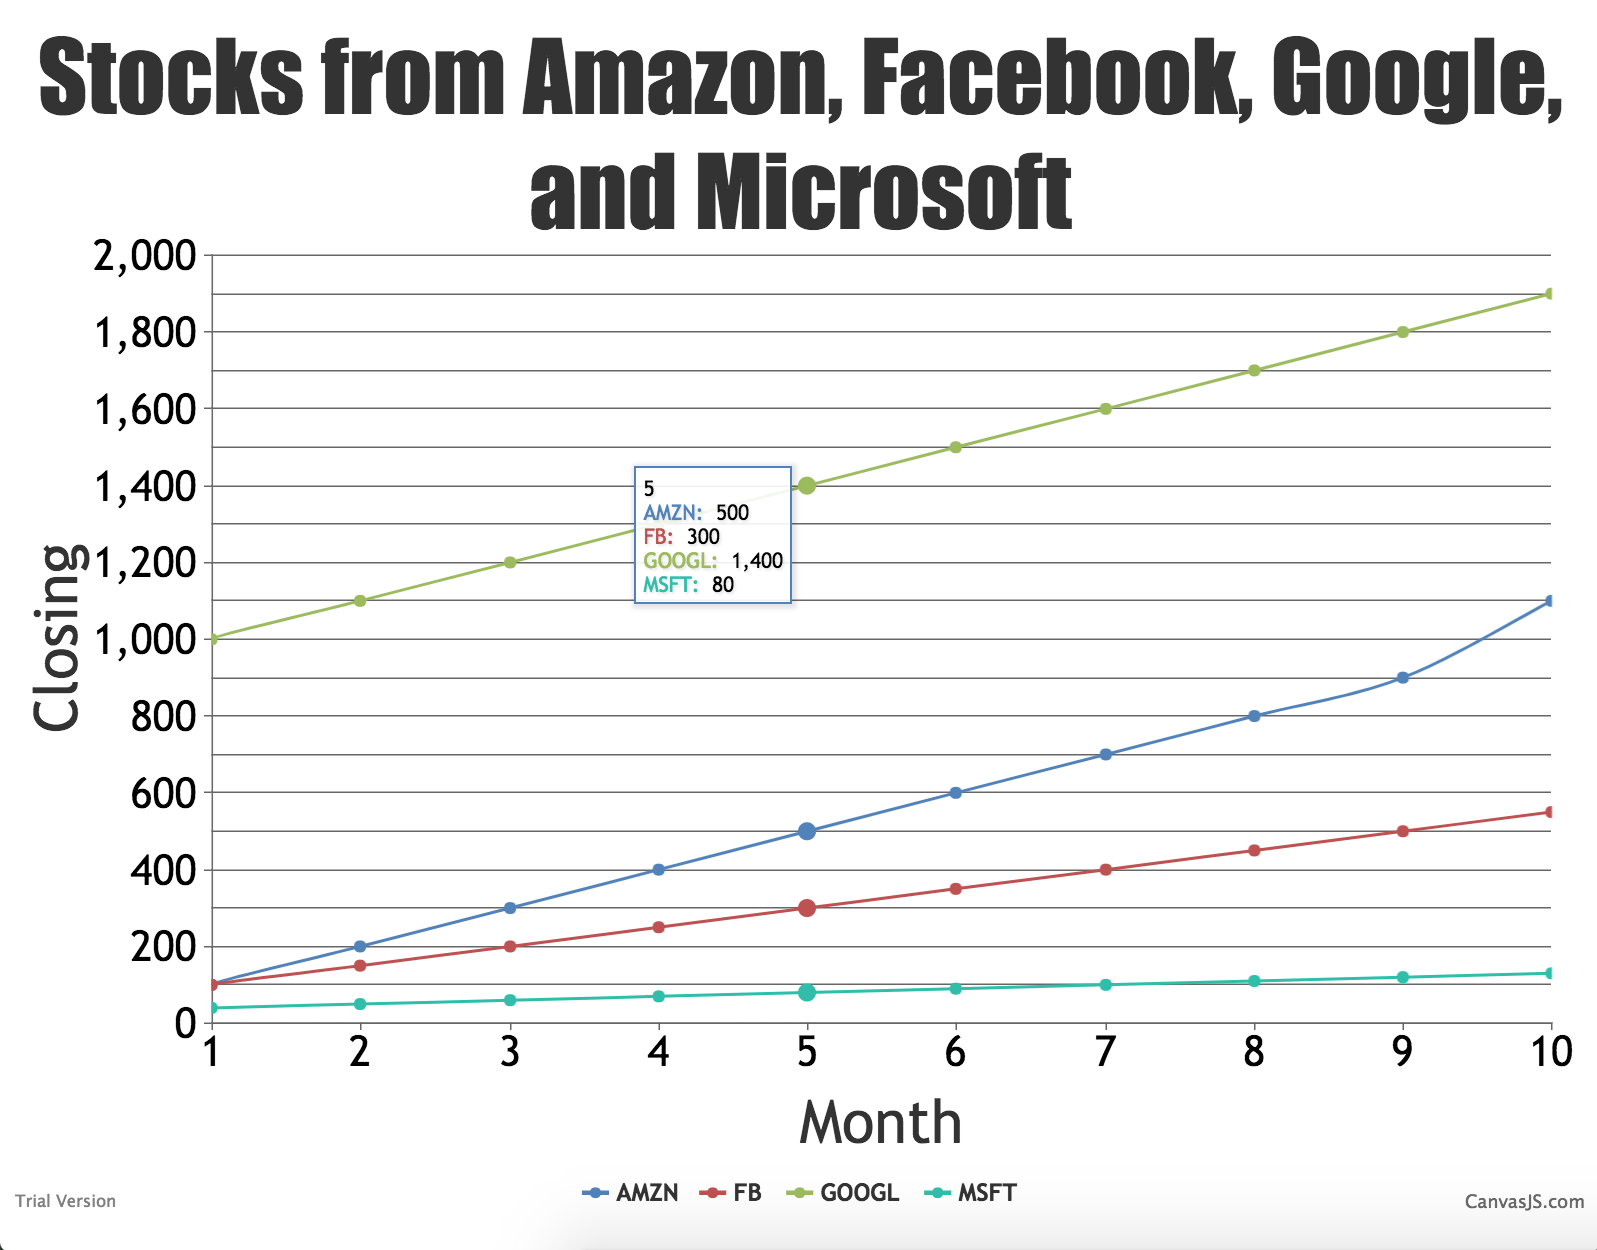 Stocks from Amazon, Facebook, Google,
and Microsoft
2,000
1,800
1,600
1,400
1,200
1,000
800
600
400
200
0
Closing
5
AMZN: 500
FB: 300
GOOGL: 1,400
MSFT: 80
1 2 3 4 5 6 7 8 9 10
Month
AMZN FB GOOGL MSFT
Trial Version
CanvasJS.com